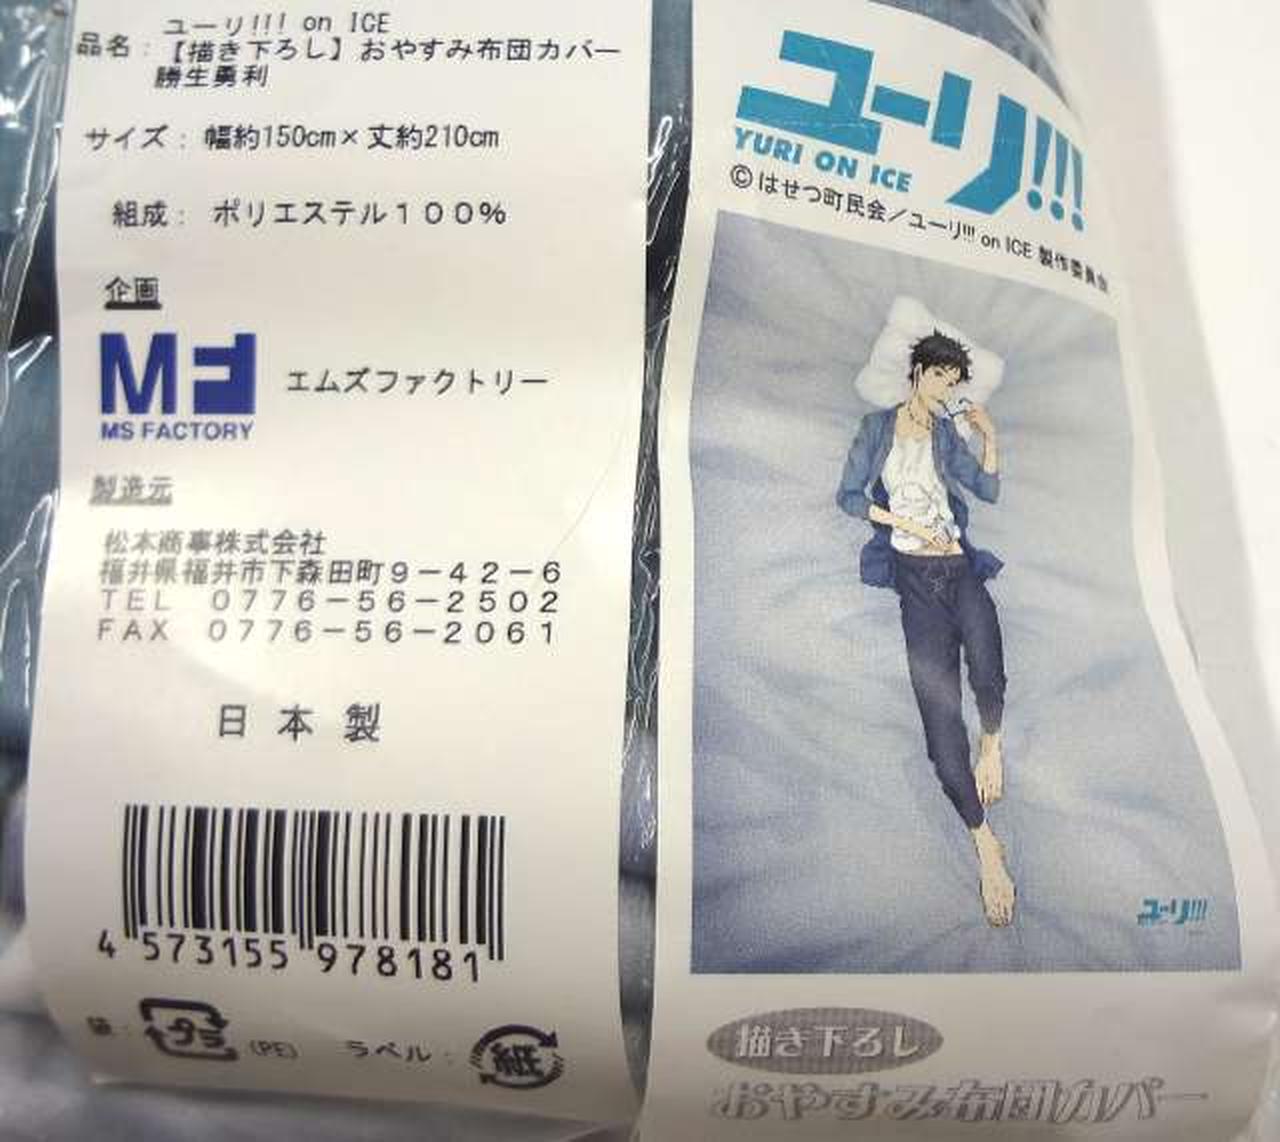 ユーリ!!! on ICE
品名：【描き下ろし】おやすみ布団カバー
勝生勇利
サイズ： 幅約150cm×丈約210cm
組成： ポリエステル１００％
企画
MF
MS FACTORY
エムズファクトリー
製造元
松本商事株式会社
福井県福井市下森田町９－４２－６
ＴＥＬ　０７７６－５６－２５０２
ＦＡＸ　０７７６－５６－２０６１
日本製
4 573155 978181
袋： プラ (PE) ラベル： 紙
ユーリ!!!
YURI ON ICE
©はせつ町民会／ユーリ!!! on ICE 製作委員会
ユーリ!!!
描き下ろし
おやすみ布団カバー